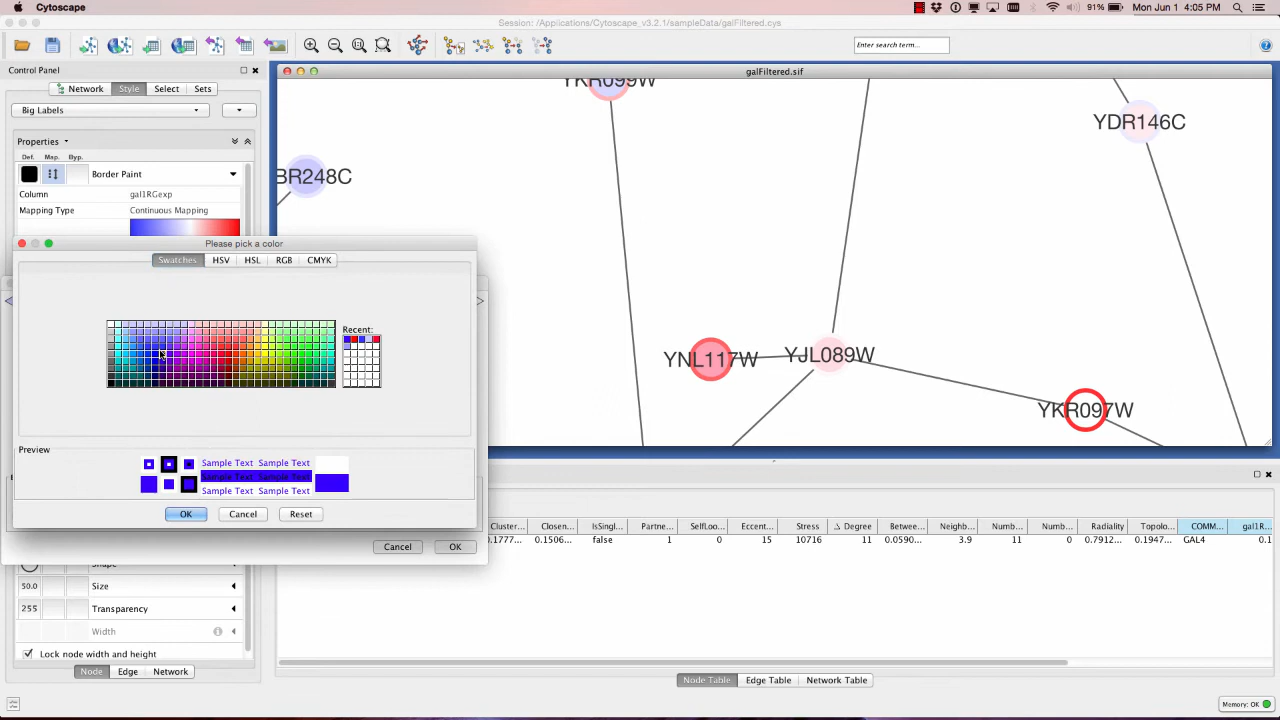 Cytoscape
91% Mon Jun 1 4:05 PM
Session: /Applications/Cytoscape_v3.2.1/sampleData/galFiltered.cys
Enter search term...
Control Panel
Network Style Select Sets
Big Labels
Properties
Def. Map. Byp.
Border Paint
Column gal1RGexp
Mapping Type Continuous Mapping
galFiltered.sif
YKR099W
YDR146C
BR248C
YNL117W
YJL089W
YKR097W
Please pick a color
Swatches HSV HSL RGB CMYK
Recent:
Preview
Sample Text Sample Text
Sample Text Sample Text
Sample Text Sample Text
OK Cancel Reset
Cancel OK
Cluster... Closen... IsSingl... Partne... SelfLoo... Eccent... Stress Degree Betwe... Neighb... Numb... Numb... Radiality Topolo... COMM... gal1R...
0.1777... 0.1506... false 1 0 15 10716 11 0.0590... 3.9 11 0 0.7912... 0.1947... GAL4 0.1
Shape
50.0 Size
255 Transparency
Width
Lock node width and height
Node Edge Network
Node Table Edge Table Network Table
Memory: OK